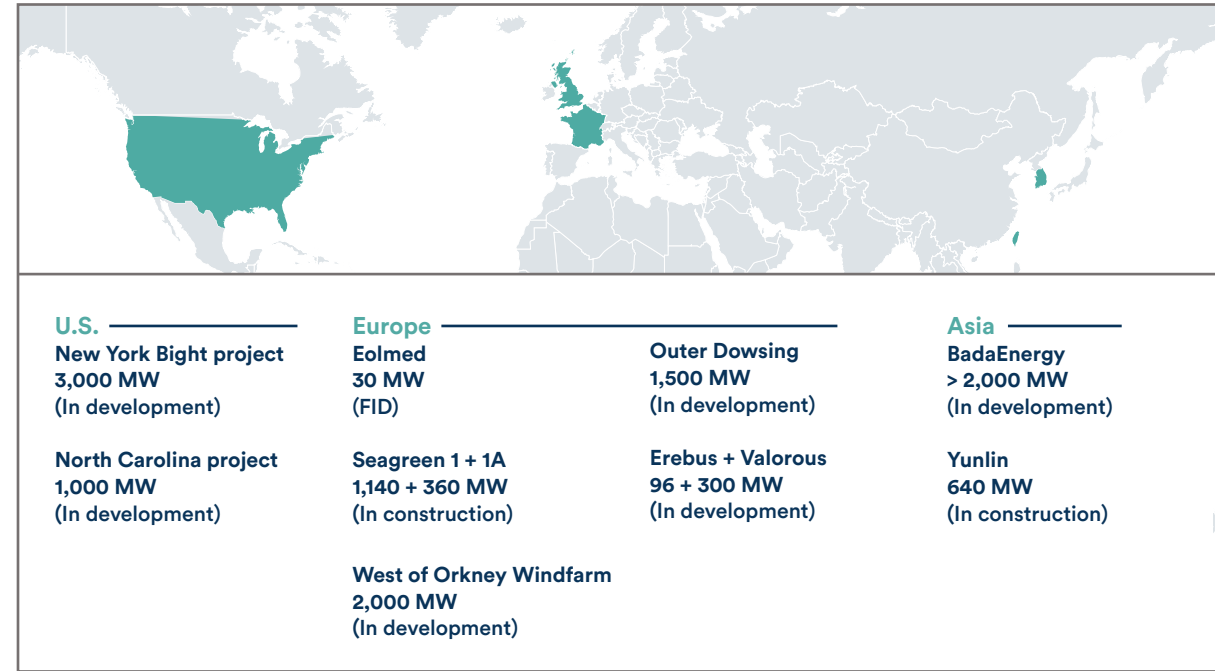 U.S.
New York Bight project
3,000 MW
(In development)
North Carolina project
1,000 MW
(In development)
Europe
Eolmed
30 MW
(FID)
Seagreen 1 + 1A
1,140 + 360 MW
(In construction)
West of Orkney Windfarm
2,000 MW
(In development)
Outer Dowsing
1,500 MW
(In development)
Erebus + Valorous
96 + 300 MW
(In development)
Asia
BadaEnergy
> 2,000 MW
(In development)
Yunlin
640 MW
(In construction)